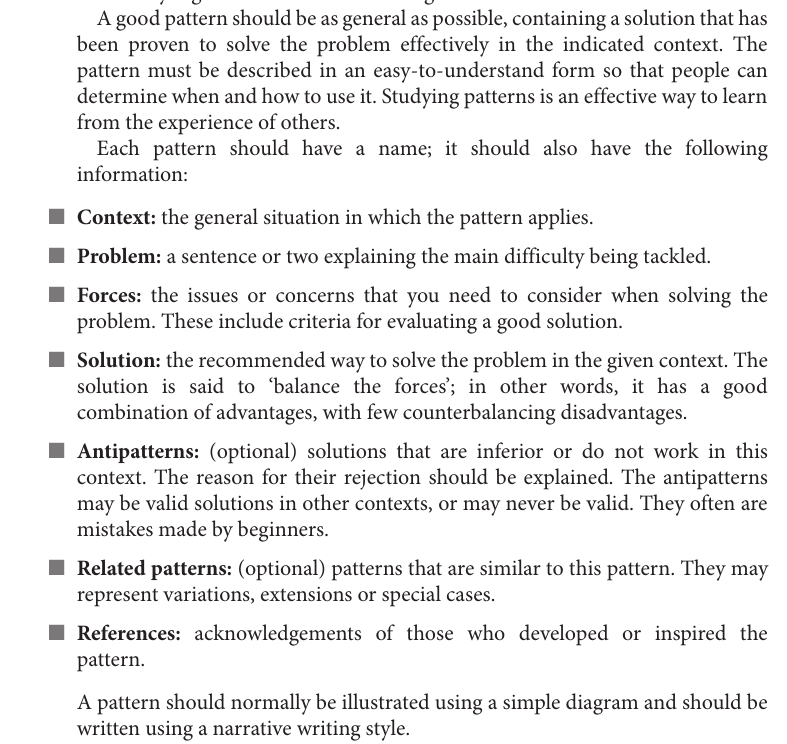 A good pattern should be as general as possible, containing a solution that has
been proven to solve the problem effectively in the indicated context. The
pattern must be described in an easy-to-understand form so that people can
determine when and how to use it. Studying patterns is an effective way to learn
from the experience of others.
Each pattern should have a name; it should also have the following
information:
■ Context: the general situation in which the pattern applies.
■ Problem: a sentence or two explaining the main difficulty being tackled.
■ Forces: the issues or concerns that you need to consider when solving the
problem. These include criteria for evaluating a good solution.
■ Solution: the recommended way to solve the problem in the given context. The
solution is said to ‘balance the forces’; in other words, it has a good
combination of advantages, with few counterbalancing disadvantages.
■ Antipatterns: (optional) solutions that are inferior or do not work in this
context. The reason for their rejection should be explained. The antipatterns
may be valid solutions in other contexts, or may never be valid. They often are
mistakes made by beginners.
■ Related patterns: (optional) patterns that are similar to this pattern. They may
represent variations, extensions or special cases.
■ References: acknowledgements of those who developed or inspired the
pattern.
A pattern should normally be illustrated using a simple diagram and should be
written using a narrative writing style.